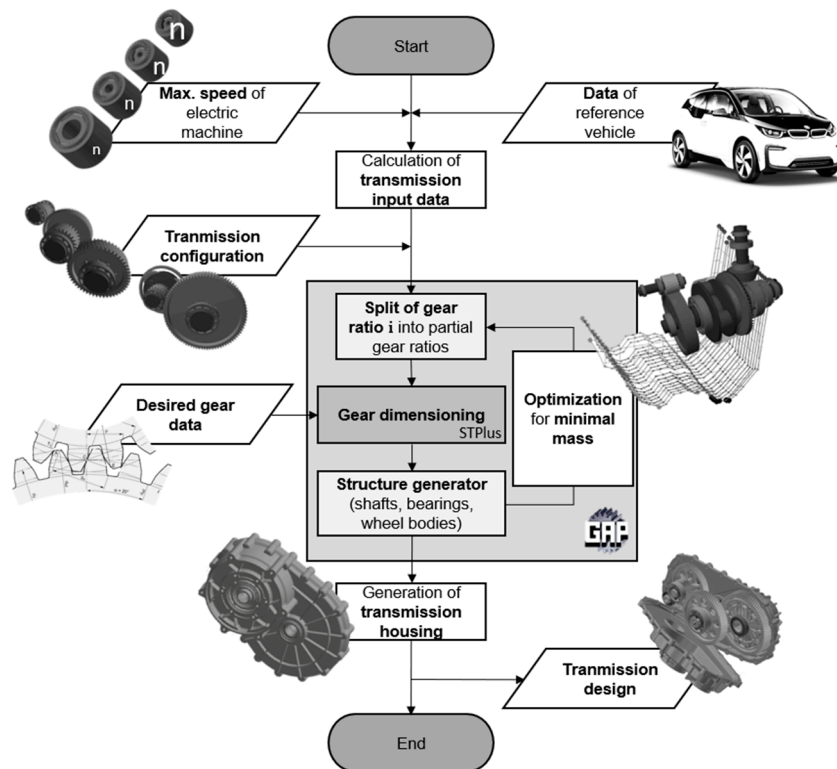 Start
n
n
n
n
Max. speed of
electric
machine
Data of
reference
vehicle
Calculation of
transmission
input data
Tranmission
configuration
Split of gear
ratio i into partial
gear ratios
Desired gear
data
Gear dimensioning
STPlus
Optimization
for minimal
mass
Structure generator
(shafts, bearings,
wheel bodies)
GAP
Generation of
transmission
housing
Tranmission
design
End